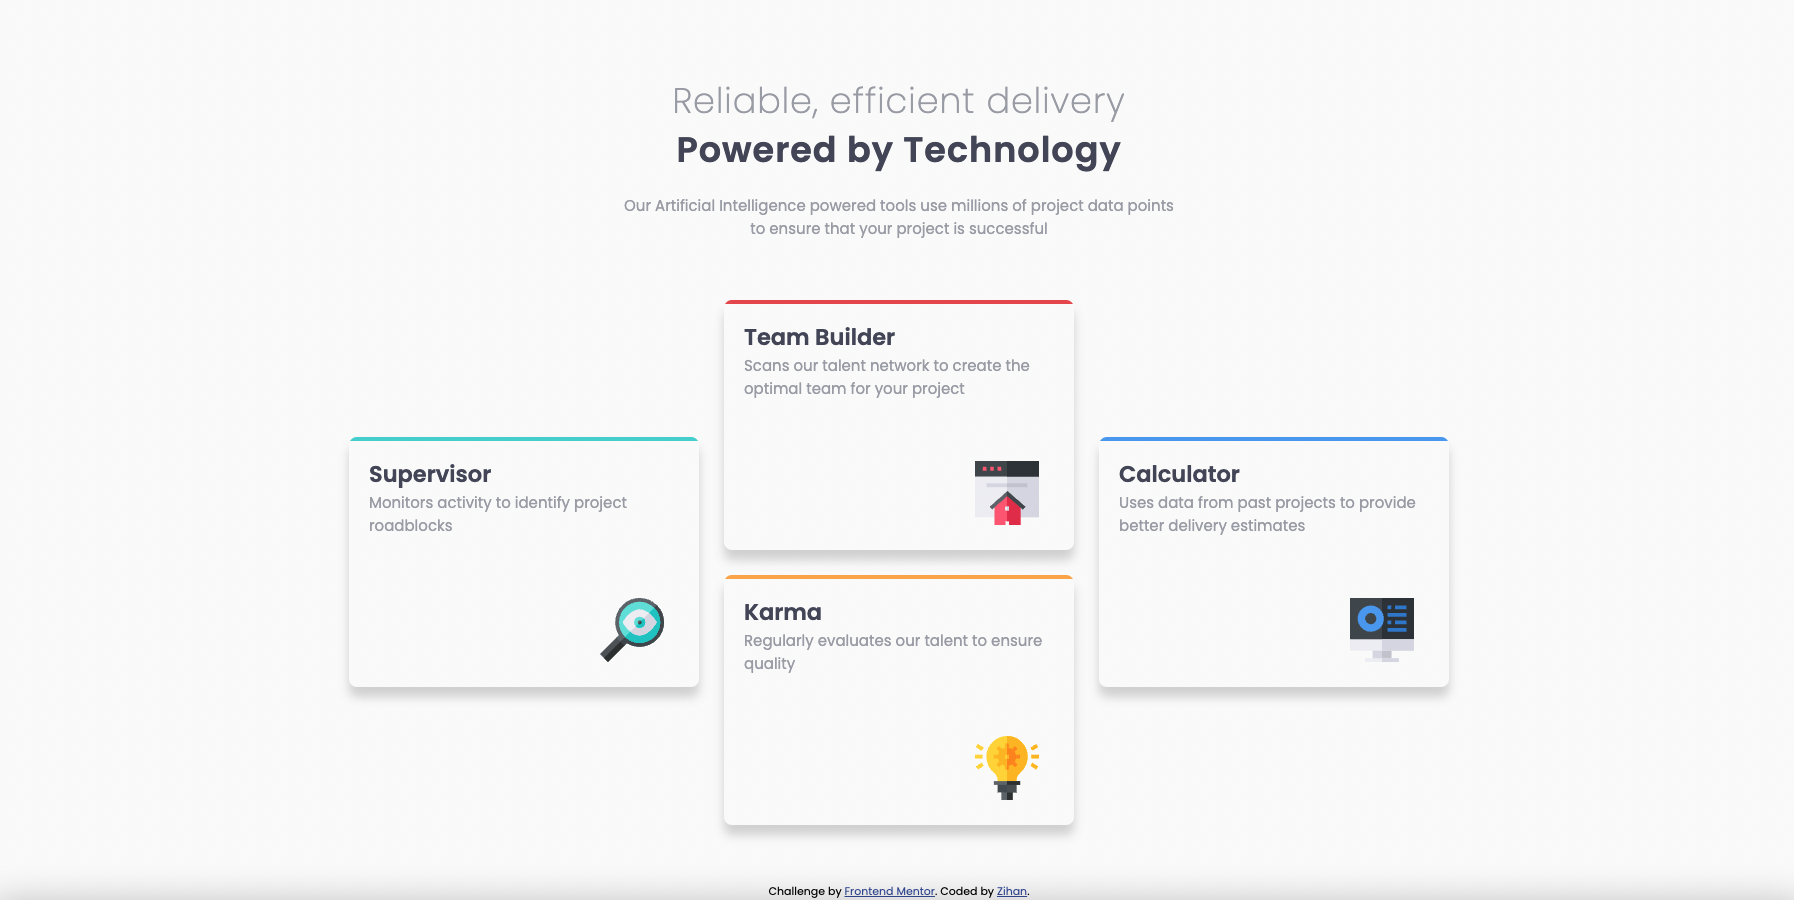 Reliable, efficient delivery
Powered by Technology
Our Artificial Intelligence powered tools use millions of project data points
to ensure that your project is successful
Team Builder
Scans our talent network to create the
optimal team for your project
Supervisor
Monitors activity to identify project
roadblocks
Calculator
Uses data from past projects to provide
better delivery estimates
Karma
Regularly evaluates our talent to ensure
quality
Challenge by Frontend Mentor. Coded by Zihan.